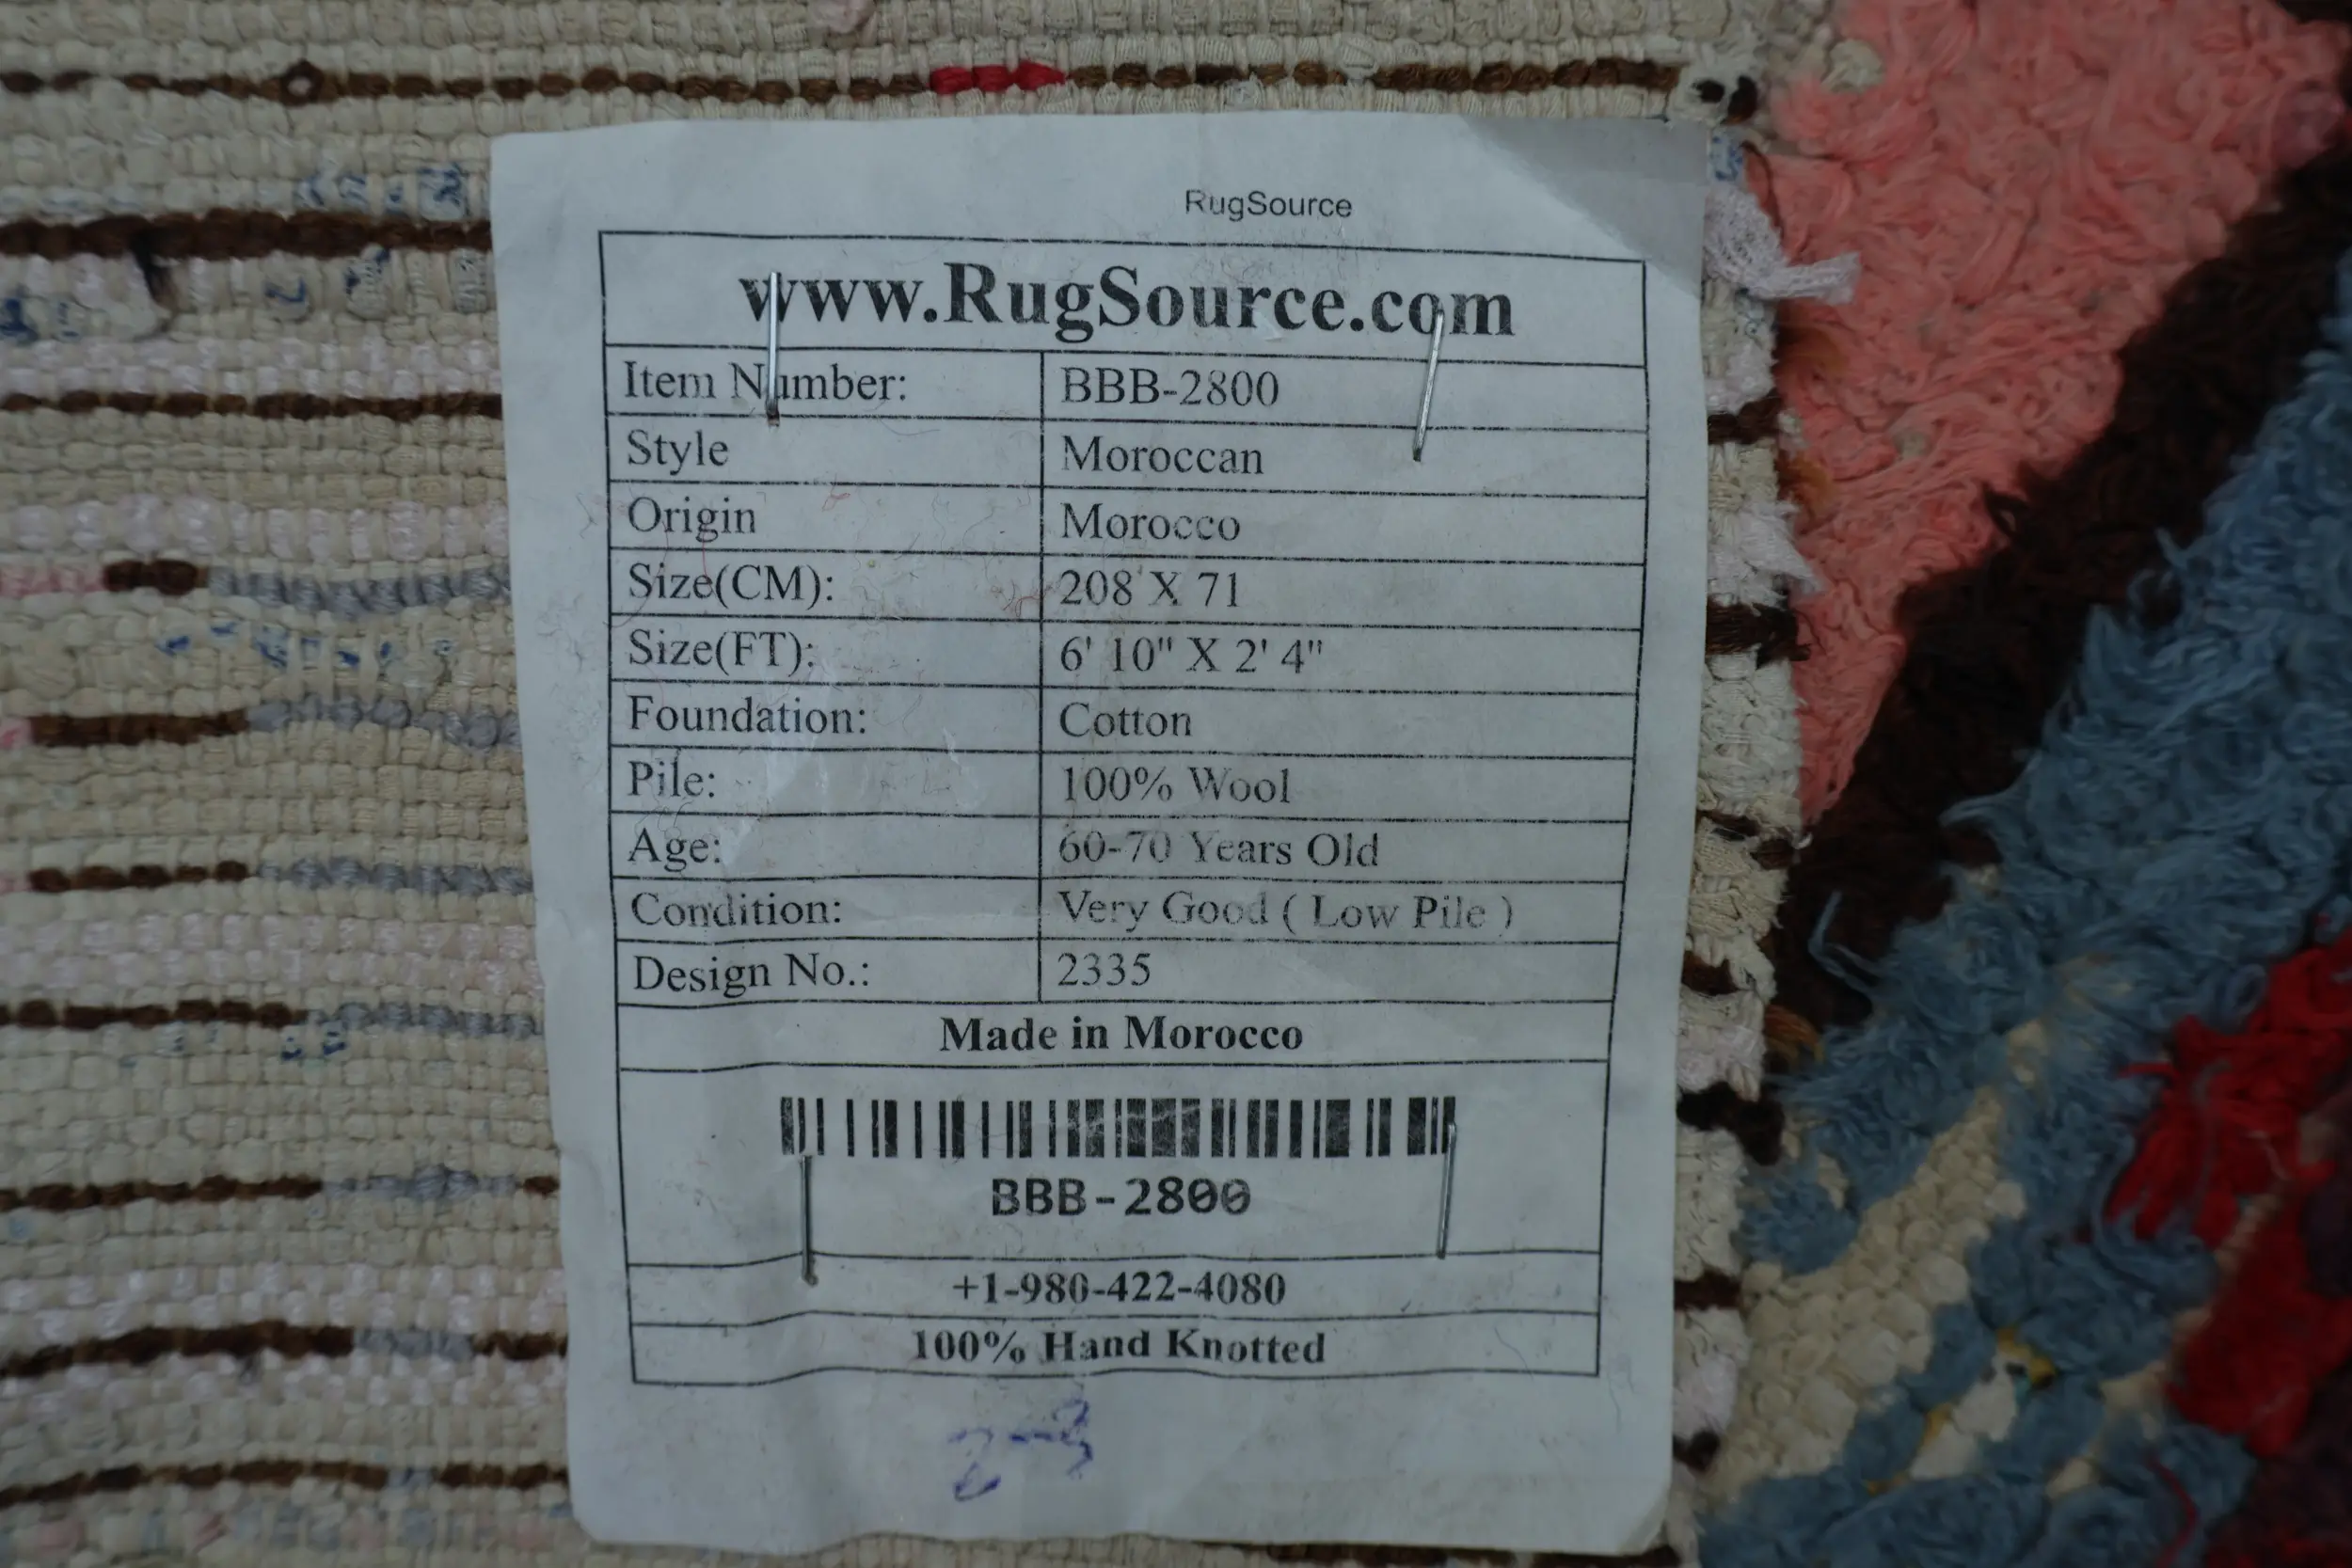 RugSource
www.RugSource.com
Item Number: BBB-2800
Style Moroccan
Origin Morocco
Size(CM): 208 X 71
Size(FT): 6' 10" X 2' 4"
Foundation: Cotton
Pile: 100% Wool
Age: 60-70 Years Old
Condition: Very Good ( Low Pile )
Design No.: 2335
Made in Morocco
BBB-2800
+1-980-422-4080
100% Hand Knotted